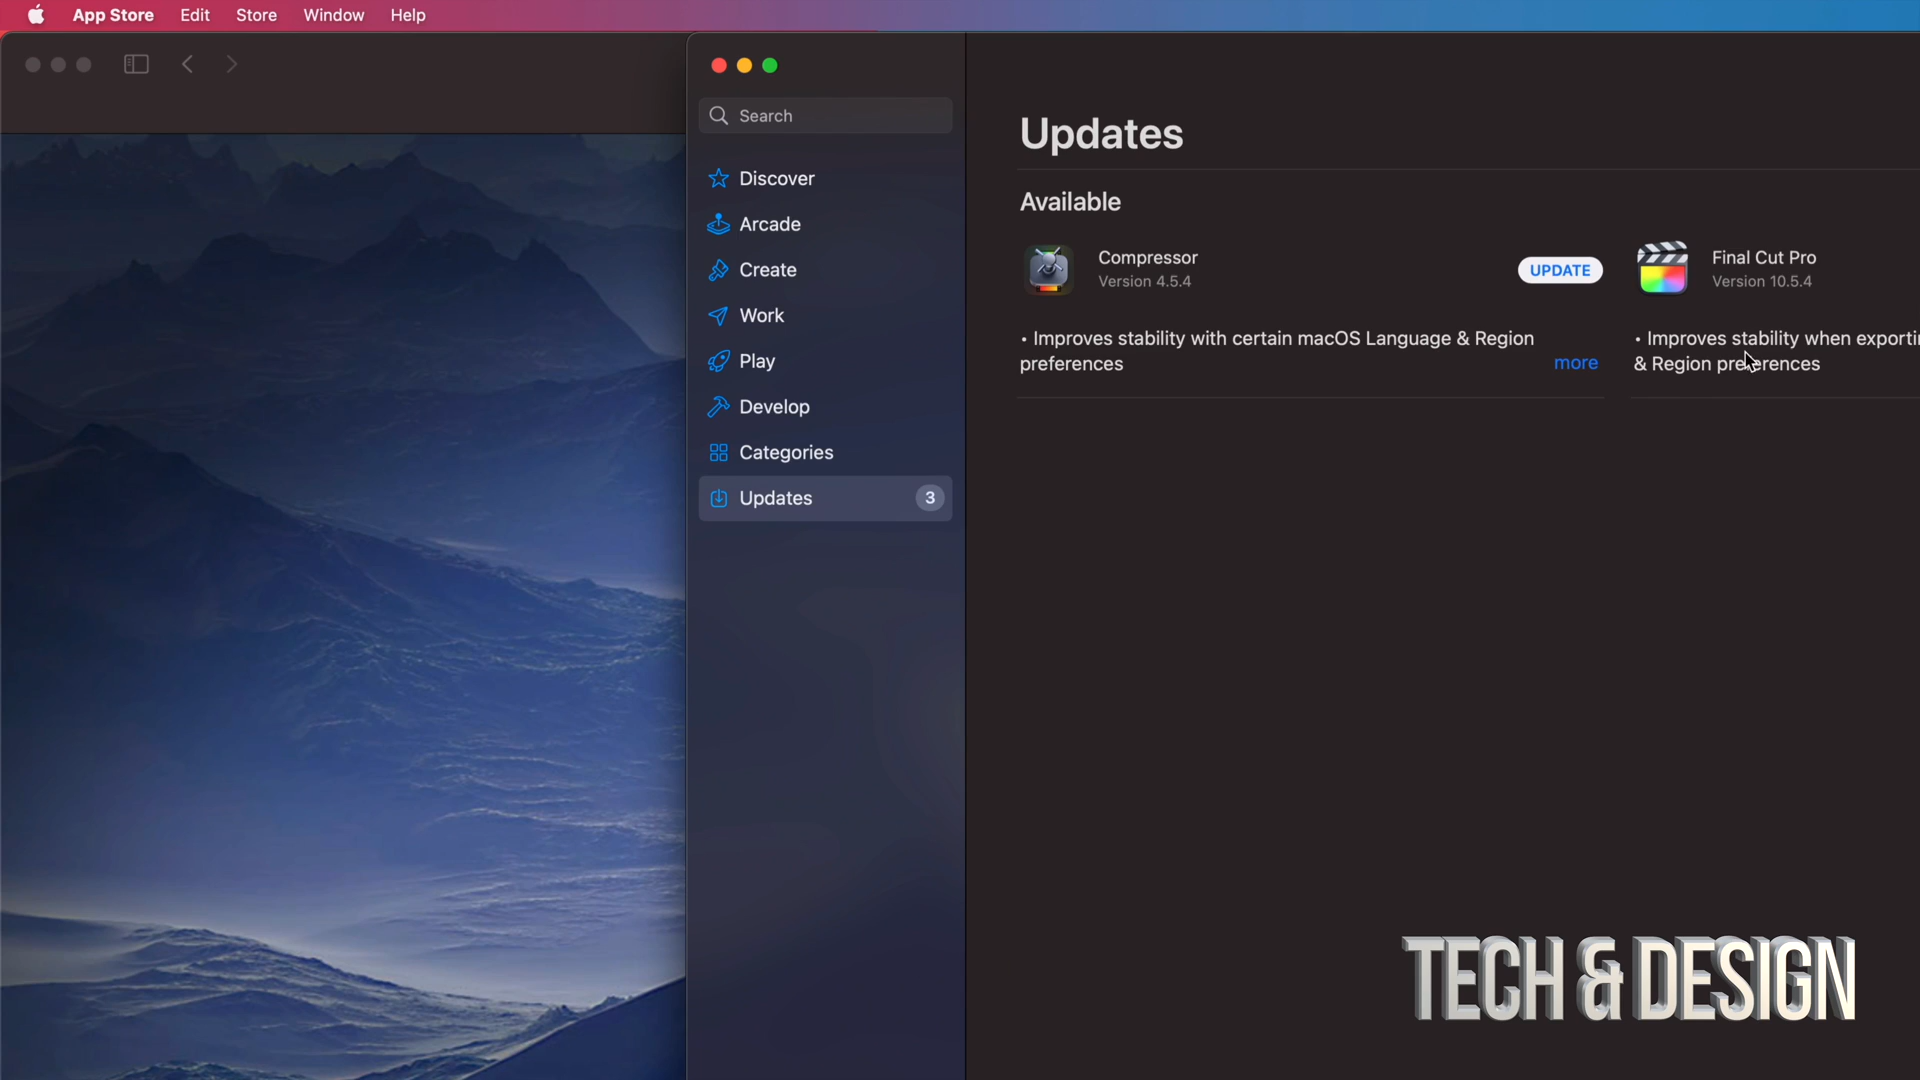 App Store Edit Store Window Help
Search
Discover
Arcade
Create
Work
Play
Develop
Categories
Updates 3
Updates
Available
Compressor
Version 4.5.4
UPDATE
• Improves stability with certain macOS Language & Region
preferences
more
Final Cut Pro
Version 10.5.4
• Improves stability when exporti
& Region preferences
TECH & DESIGN